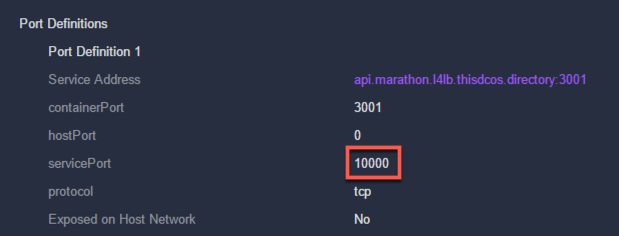 Port Definitions
Port Definition 1
Service Address api.marathon.l4lb.thisdcos.directory:3001
containerPort 3001
hostPort 0
servicePort 10000
protocol tcp
Exposed on Host Network No